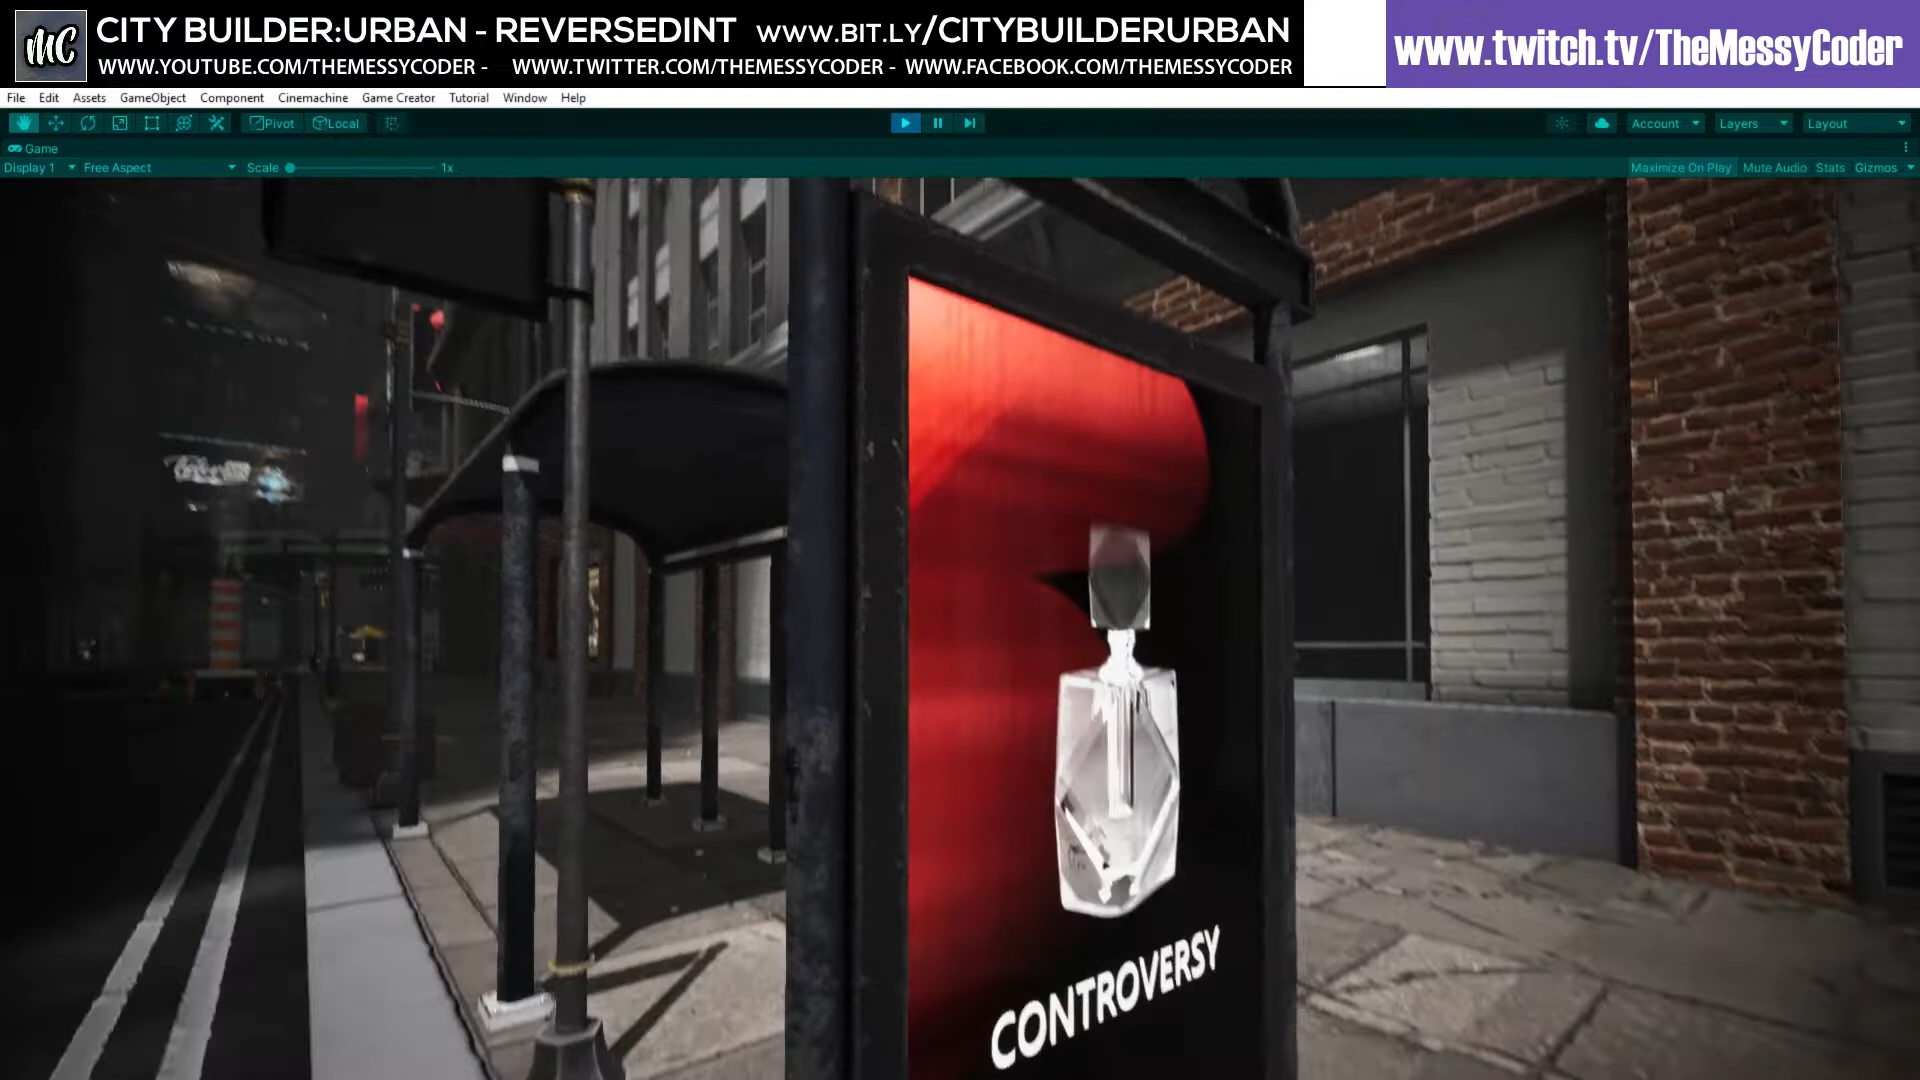 MC CITY BUILDER:URBAN - REVERSEDINT WWW.BIT.LY/CITYBUILDERURBAN
WWW.YOUTUBE.COM/THEMESSYCODER - WWW.TWITTER.COM/THEMESSYCODER - WWW.FACEBOOK.COM/THEMESSYCODER
www.twitch.tv/TheMessyCoder
File Edit Assets GameObject Component Cinemachine Game Creator Tutorial Window Help
Pivot Local Account Layers Layout
Game
Display 1 Free Aspect Scale 1x Maximize On Play Mute Audio Stats Gizmos
CONTROVERSY